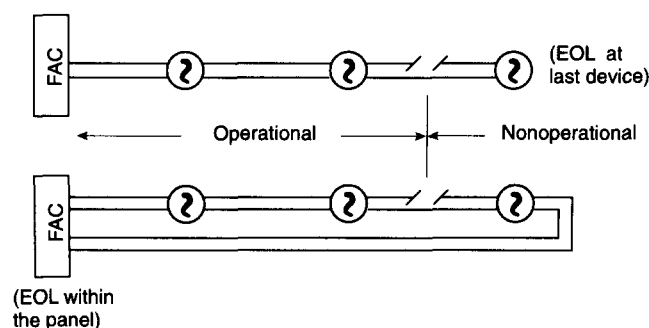 FAC
(EOL at
last device)
Operational
Nonoperational
FAC
(EOL within
the panel)